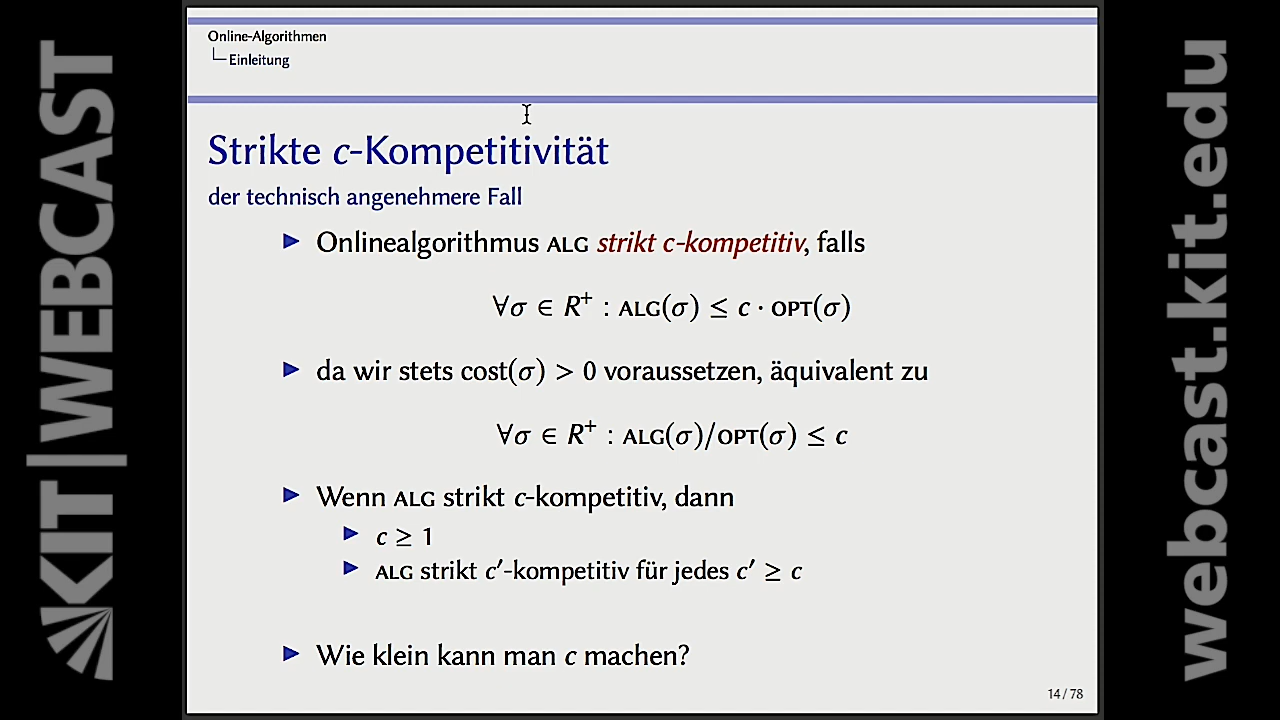 KIT WEBCAST
Online-Algorithmen
Einleitung
Strikte c-Kompetitivität
der technisch angenehmere Fall
▶ Onlinealgorithmus ALG strikt c-kompetitiv, falls
∀σ ∈ R⁺ : ALG(σ) ≤ c · OPT(σ)
▶ da wir stets cost(σ) > 0 voraussetzen, äquivalent zu
∀σ ∈ R⁺ : ALG(σ)/OPT(σ) ≤ c
▶ Wenn ALG strikt c-kompetitiv, dann
▶ c ≥ 1
▶ ALG strikt c′-kompetitiv für jedes c′ ≥ c
▶ Wie klein kann man c machen?
14 / 78
webcast.kit.edu